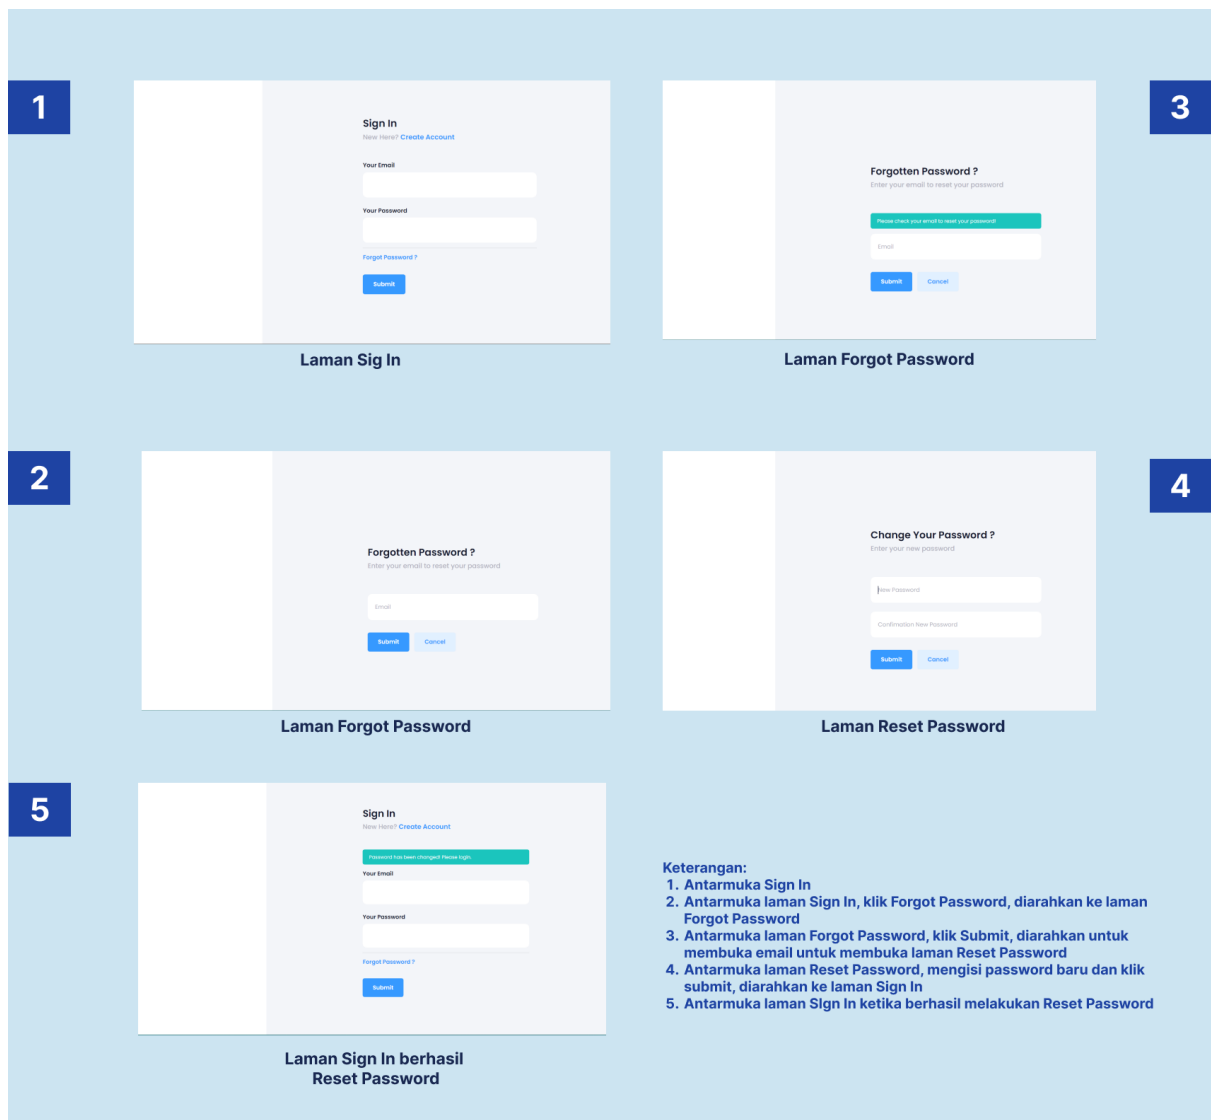 1
Sign In
New Here? Create Account
Your Email
Your Password
Forgot Password ?
Submit
Laman Sig In
3
Forgotten Password ?
Enter your email to reset your password
Please check your email to reset your password!
Email
Submit Cancel
Laman Forgot Password
2
Forgotten Password ?
Enter your email to reset your password
Email
Submit Cancel
Laman Forgot Password
4
Change Your Password ?
Enter your new password
New Password
Confirmation New Password
Submit Cancel
Laman Reset Password
5
Sign In
New Here? Create Account
Password has been changed! Please login.
Your Email
Your Password
Forgot Password ?
Submit
Laman Sign In berhasil
Reset Password
Keterangan:
1. Antarmuka Sign In
2. Antarmuka laman Sign In, klik Forgot Password, diarahkan ke laman
Forgot Password
3. Antarmuka laman Forgot Password, klik Submit, diarahkan untuk
membuka email untuk membuka laman Reset Password
4. Antarmuka laman Reset Password, mengisi password baru dan klik
submit, diarahkan ke laman Sign In
5. Antarmuka laman SIgn In ketika berhasil melakukan Reset Password